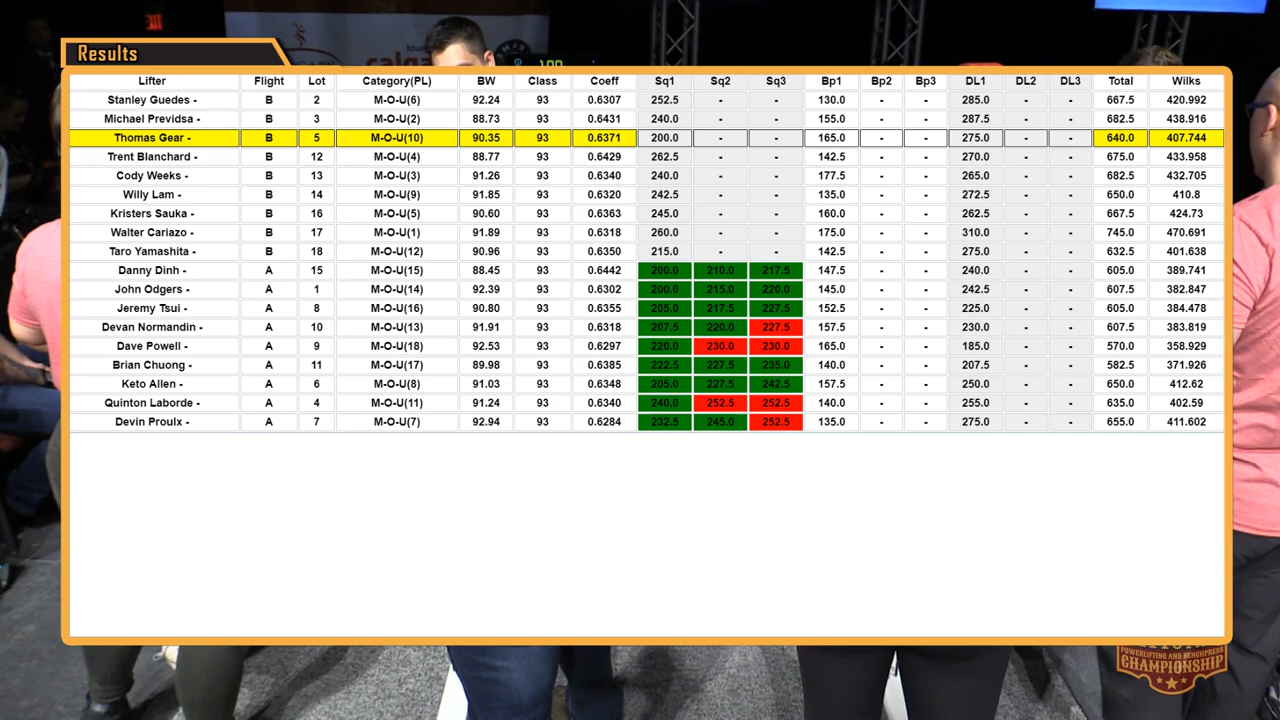 EXIT
Results
Lifter Flight Lot Category(PL) BW Class Coeff Sq1 Sq2 Sq3 Bp1 Bp2 Bp3 DL1 DL2 DL3 Total Wilks
Stanley Guedes - B 2 M-O-U(6) 92.24 93 0.6307 252.5 - - 130.0 - - 285.0 - - 667.5 420.992
Michael Previdsa - B 3 M-O-U(2) 88.73 93 0.6431 240.0 - - 155.0 - - 287.5 - - 682.5 438.916
Thomas Gear - B 5 M-O-U(10) 90.35 93 0.6371 200.0 - - 165.0 - - 275.0 - - 640.0 407.744
Trent Blanchard - B 12 M-O-U(4) 88.77 93 0.6429 262.5 - - 142.5 - - 270.0 - - 675.0 433.958
Cody Weeks - B 13 M-O-U(3) 91.26 93 0.6340 240.0 - - 177.5 - - 265.0 - - 682.5 432.705
Willy Lam - B 14 M-O-U(9) 91.85 93 0.6320 242.5 - - 135.0 - - 272.5 - - 650.0 410.8
Kristers Sauka - B 16 M-O-U(5) 90.60 93 0.6363 245.0 - - 160.0 - - 262.5 - - 667.5 424.73
Walter Cariazo - B 17 M-O-U(1) 91.89 93 0.6318 260.0 - - 175.0 - - 310.0 - - 745.0 470.691
Taro Yamashita - B 18 M-O-U(12) 90.96 93 0.6350 215.0 - - 142.5 - - 275.0 - - 632.5 401.638
Danny Dinh - A 15 M-O-U(15) 88.45 93 0.6442 200.0 210.0 217.5 147.5 - - 240.0 - - 605.0 389.741
John Odgers - A 1 M-O-U(14) 92.39 93 0.6302 200.0 215.0 220.0 145.0 - - 242.5 - - 607.5 382.847
Jeremy Tsui - A 8 M-O-U(16) 90.80 93 0.6355 205.0 217.5 227.5 152.5 - - 225.0 - - 605.0 384.478
Devan Normandin - A 10 M-O-U(13) 91.91 93 0.6318 207.5 220.0 227.5 157.5 - - 230.0 - - 607.5 383.819
Dave Powell - A 9 M-O-U(18) 92.53 93 0.6297 220.0 230.0 230.0 165.0 - - 185.0 - - 570.0 358.929
Brian Chuong - A 11 M-O-U(17) 89.98 93 0.6385 222.5 227.5 235.0 140.0 - - 207.5 - - 582.5 371.926
Keto Allen - A 6 M-O-U(8) 91.03 93 0.6348 205.0 227.5 242.5 157.5 - - 250.0 - - 650.0 412.62
Quinton Laborde - A 4 M-O-U(11) 91.24 93 0.6340 240.0 252.5 252.5 140.0 - - 255.0 - - 635.0 402.59
Devin Proulx - A 7 M-O-U(7) 92.94 93 0.6284 232.5 245.0 252.5 135.0 - - 275.0 - - 655.0 411.602
POWERLIFTING AND BENCHPRESS
CHAMPIONSHIP